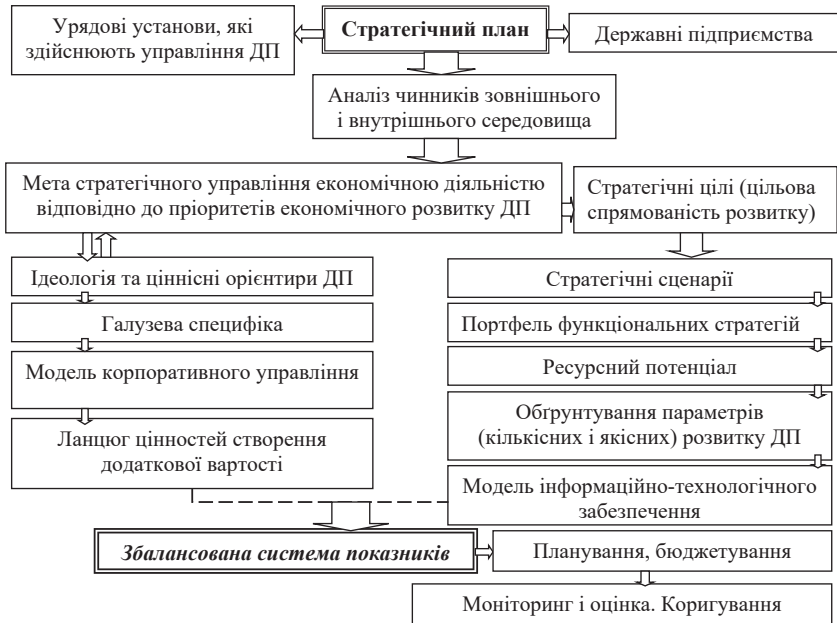 Урядові установи, які
здійснюють управління ДП
Стратегічний план
Державні підприємства
Аналіз чинників зовнішнього
і внутрішнього середовища
Мета стратегічного управління економічною діяльністю
відповідно до пріоритетів економічного розвитку ДП
Стратегічні цілі (цільова
спрямованість розвитку)
Ідеологія та ціннісні орієнтири ДП
Галузева специфіка
Модель корпоративного управління
Ланцюг цінностей створення
додаткової вартості
Стратегічні сценарії
Портфель функціональних стратегій
Ресурсний потенціал
Обґрунтування параметрів
(кількісних і якісних) розвитку ДП
Модель інформаційно-технологічного
забезпечення
Збалансована система показників
Планування, бюджетування
Моніторинг і оцінка. Коригування